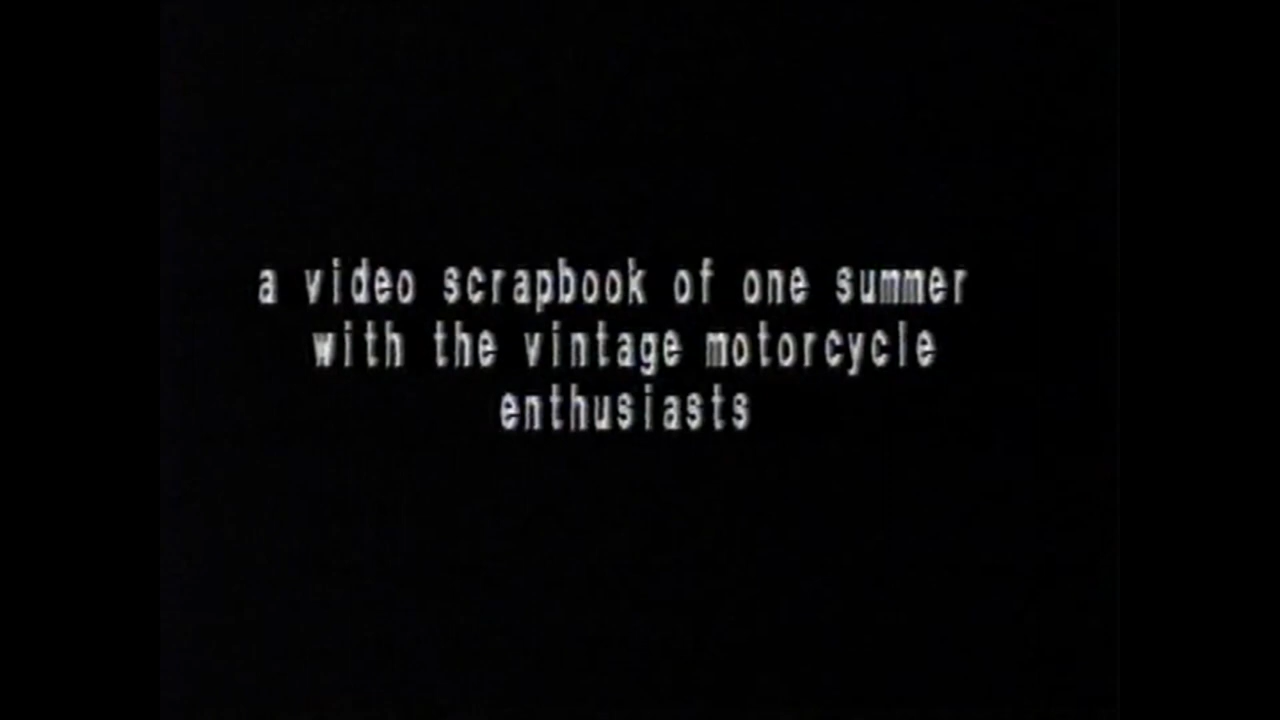 a video scrapbook of one summer
with the vintage motorcycle
enthusiasts